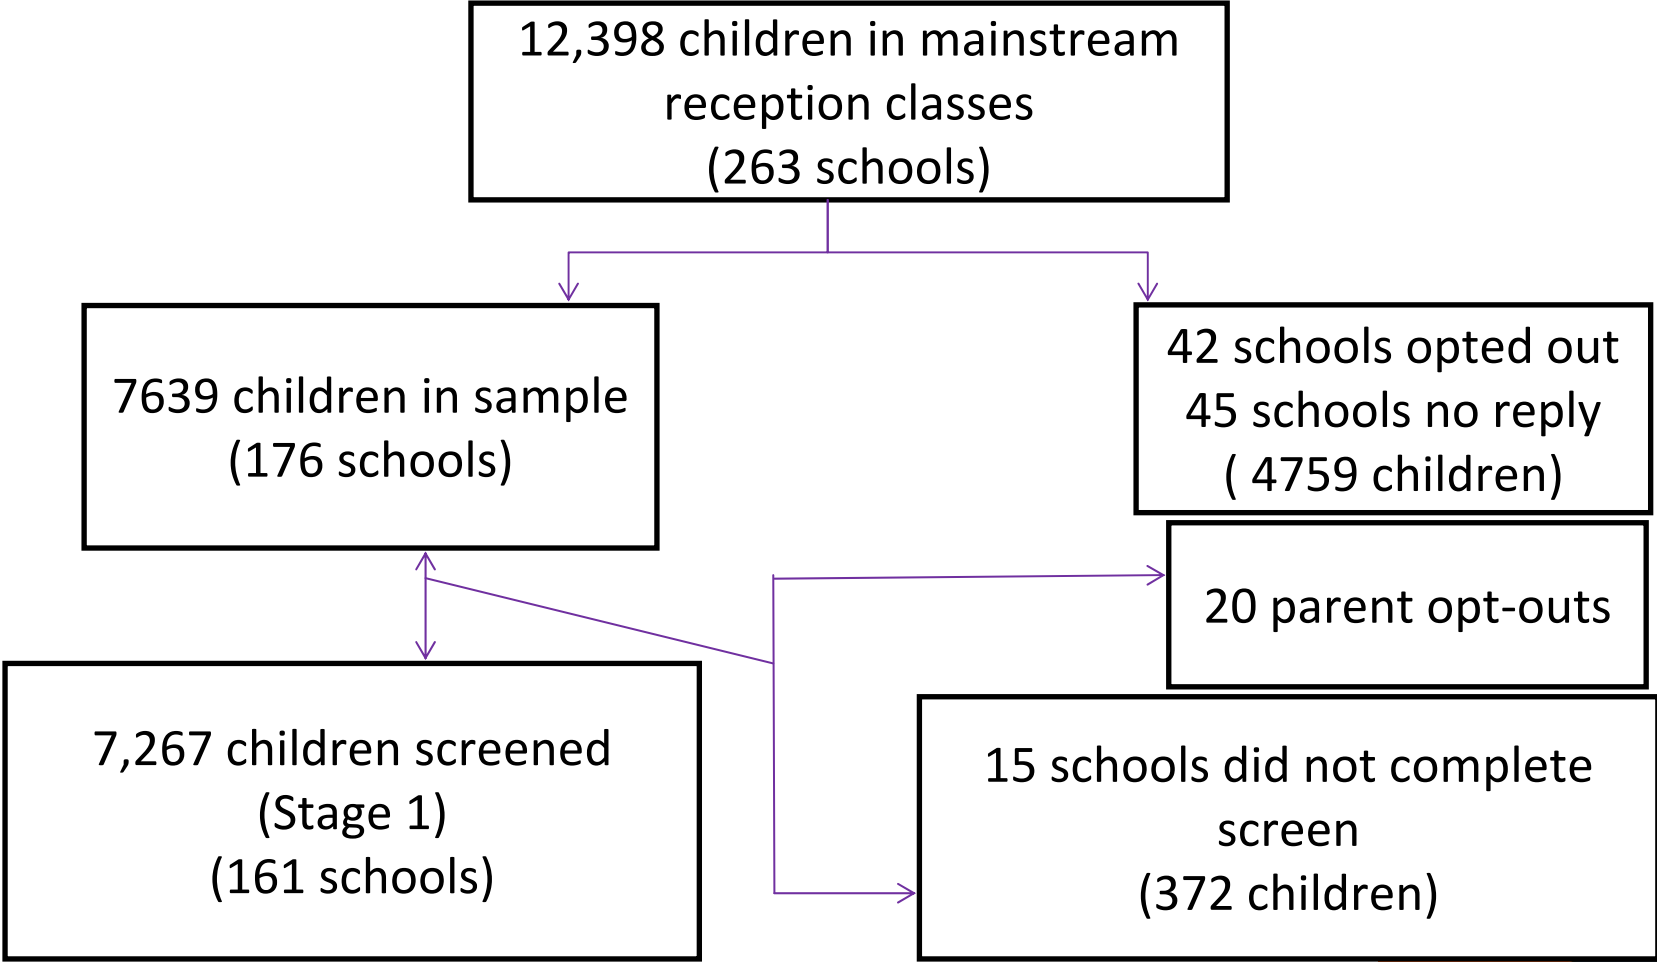 12,398 children in mainstream
reception classes
(263 schools)
7639 children in sample
(176 schools)
42 schools opted out
45 schools no reply
( 4759 children)
20 parent opt-outs
7,267 children screened
(Stage 1)
(161 schools)
15 schools did not complete
screen
(372 children)